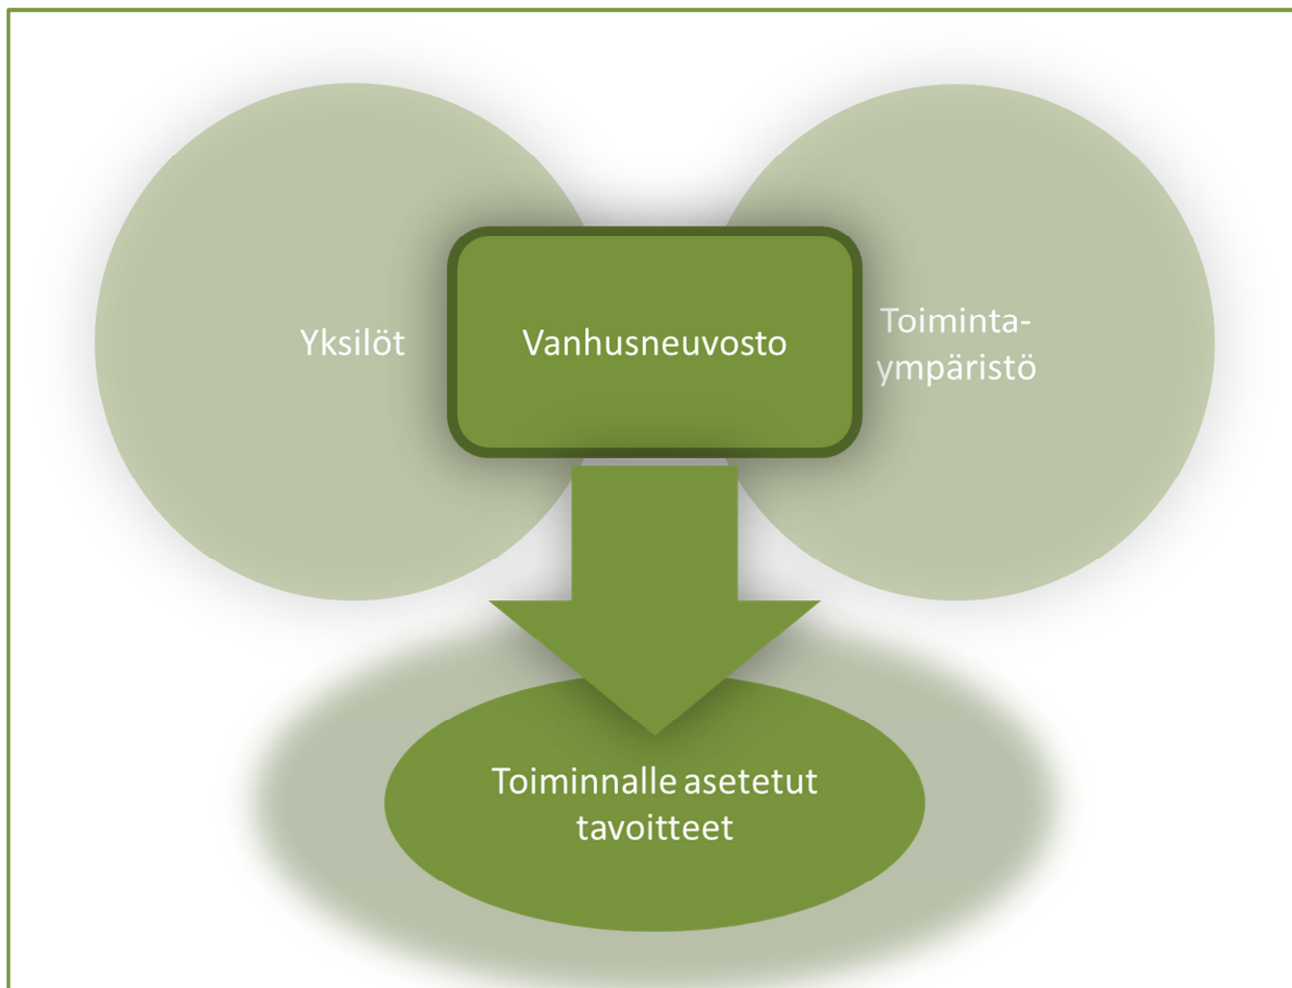 Yksilöt
Vanhusneuvosto
Toiminta-
ympäristö
Toiminnalle asetetut
tavoitteet